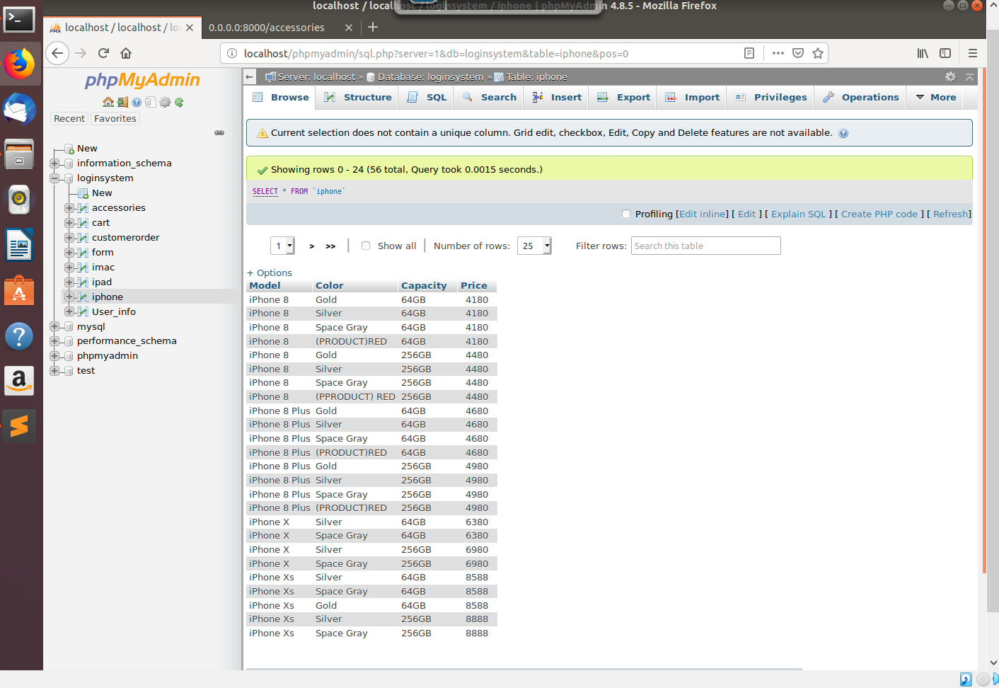 localhost / localhost / loginsystem / iphone | phpMyAdmin 4.8.5 - Mozilla Firefox
localhost / localhost / lo
0.0.0.0:8000/accessories
localhost/phpmyadmin/sql.php?server=1&db=loginsystem&table=iphone&pos=0
phpMyAdmin
Recent Favorites
New
information_schema
loginsystem
New
accessories
cart
customerorder
form
imac
ipad
iphone
User_info
mysql
performance_schema
phpmyadmin
test
Server: localhost » Database: loginsystem » Table: iphone
Browse Structure SQL Search Insert Export Import Privileges Operations More
Current selection does not contain a unique column. Grid edit, checkbox, Edit, Copy and Delete features are not available.
Showing rows 0 - 24 (56 total, Query took 0.0015 seconds.)
SELECT * FROM `iphone`
Profiling [Edit inline] [ Edit ] [ Explain SQL ] [ Create PHP code ] [ Refresh]
1 > >> | Show all | Number of rows: 25 Filter rows: Search this table
+ Options
Model Color Capacity Price
iPhone 8 Gold 64GB 4180
iPhone 8 Silver 64GB 4180
iPhone 8 Space Gray 64GB 4180
iPhone 8 (PRODUCT)RED 64GB 4180
iPhone 8 Gold 256GB 4480
iPhone 8 Silver 256GB 4480
iPhone 8 Space Gray 256GB 4480
iPhone 8 (PPRODUCT) RED 256GB 4480
iPhone 8 Plus Gold 64GB 4680
iPhone 8 Plus Silver 64GB 4680
iPhone 8 Plus Space Gray 64GB 4680
iPhone 8 Plus (PRODUCT)RED 64GB 4680
iPhone 8 Plus Gold 256GB 4980
iPhone 8 Plus Silver 256GB 4980
iPhone 8 Plus Space Gray 256GB 4980
iPhone 8 Plus (PRODUCT)RED 256GB 4980
iPhone X Silver 64GB 6380
iPhone X Space Gray 64GB 6380
iPhone X Silver 256GB 6980
iPhone X Space Gray 256GB 6980
iPhone Xs Silver 64GB 8588
iPhone Xs Space Gray 64GB 8588
iPhone Xs Gold 64GB 8588
iPhone Xs Silver 256GB 8888
iPhone Xs Space Gray 256GB 8888